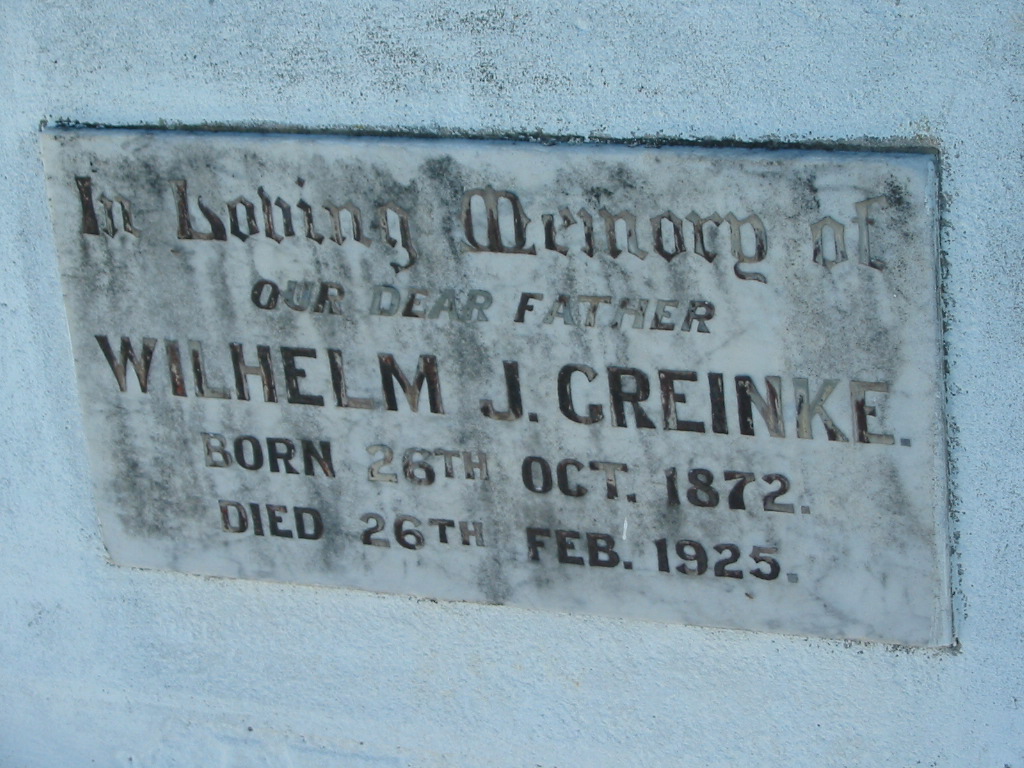 In Loving Memory of
OUR DEAR FATHER
WILHELM J. GREINKE.
BORN 26TH OCT. 1872.
DIED 26TH FEB. 1925.